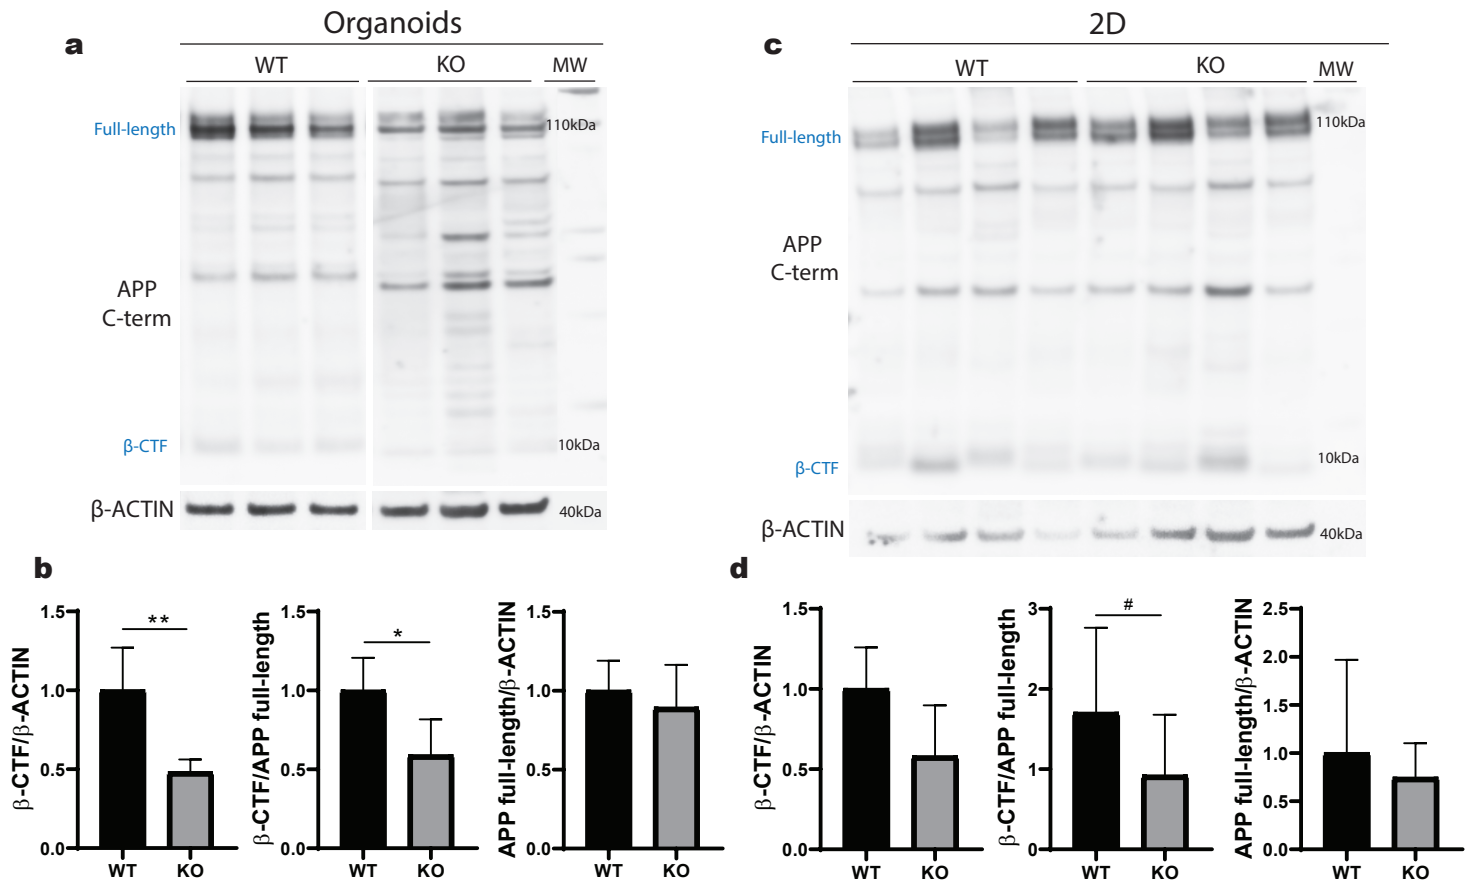 Organoids
a
WT
KO
MW
Full-length
110kDa
APP
C-term
β-CTF
10kDa
β-ACTIN
40kDa
2D
c
WT
KO
MW
Full-length
110kDa
APP
C-term
β-CTF
10kDa
β-ACTIN
40kDa
b
β-CTF/β-ACTIN
1.5
1.0
0.5
0.0
**
WT
KO
β-CTF/APP full-length
1.5
1.0
0.5
0.0
*
WT
KO
APP full-length/β-ACTIN
1.5
1.0
0.5
0.0
WT
KO
d
β-CTF/β-ACTIN
1.5
1.0
0.5
0.0
WT
KO
β-CTF/APP full-length
3
2
1
0
#
WT
KO
APP full-length/β-ACTIN
2.5
2.0
1.5
1.0
0.5
0.0
WT
KO